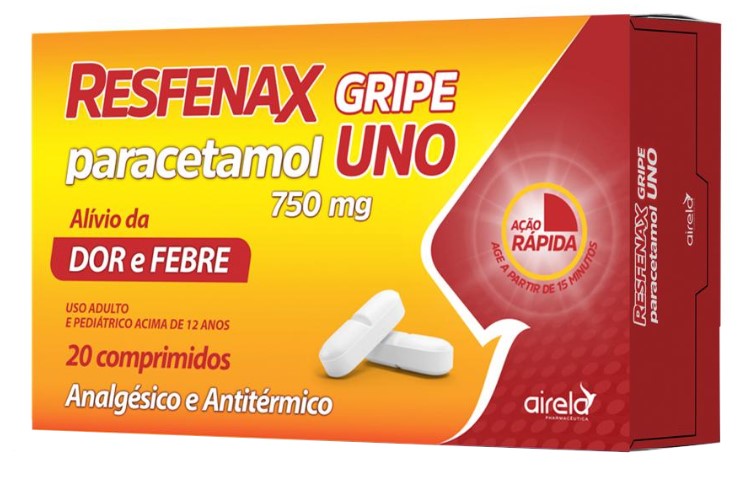 RESFENAX GRIPE
paracetamol UNO
750 mg
Alívio da
DOR e FEBRE
USO ADULTO
E PEDIÁTRICO ACIMA DE 12 ANOS
20 comprimidos
Analgésico e Antitérmico
AÇÃO
RÁPIDA
AGE A PARTIR DE 15 MINUTOS
airela
PHARMACÊUTICA
RESFENAX GRIPE
paracetamol UNO
airela